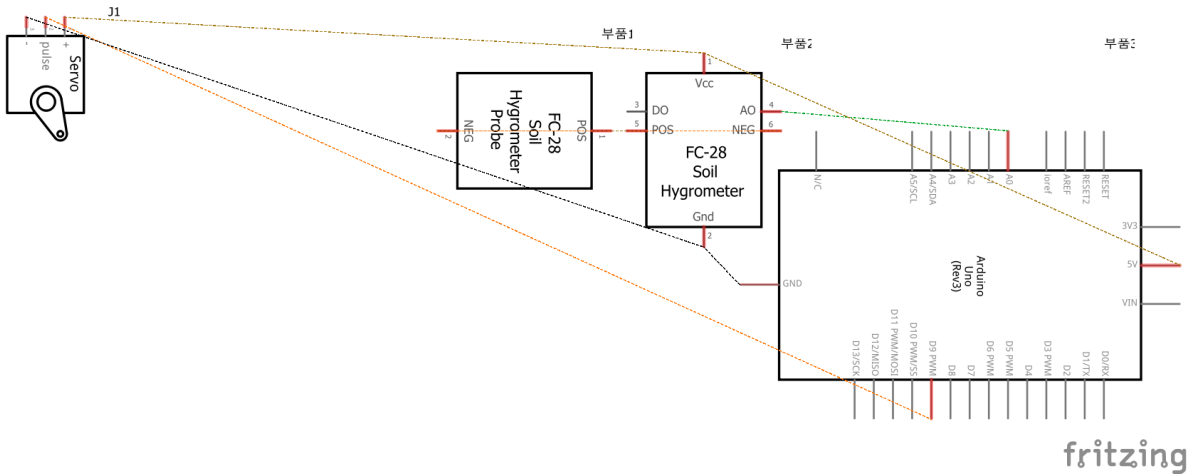 J1
부품1
부품2
부품3
-
pulse
+
Servo
FC-28
Soil
Hygrometer
Probe
NEG
POS
2
1
1
Vcc
3
DO
AO
4
5
POS
NEG
6
FC-28
Soil
Hygrometer
Gnd
2
N/C
A5/SCL
A4/SDA
A3
A2
A1
A0
ioref
AREF
RESET2
RESET
3V3
5V
VIN
GND
Arduino
Uno
(Rev3)
D13/SCK
D12/MISO
D11 PWM/MOSI
D10 PWM/SS
D9 PWM
D8
D7
D6 PWM
D5 PWM
D4
D3 PWM
D2
D1/TX
D0/RX
fritzing